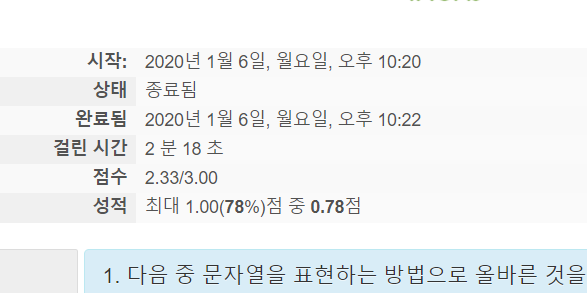 시작: 2020년 1월 6일, 월요일, 오후 10:20
상태 종료됨
완료됨 2020년 1월 6일, 월요일, 오후 10:22
걸린 시간 2 분 18 초
점수 2.33/3.00
성적 최대 1.00(78%)점 중 0.78점
1. 다음 중 문자열을 표현하는 방법으로 올바른 것을